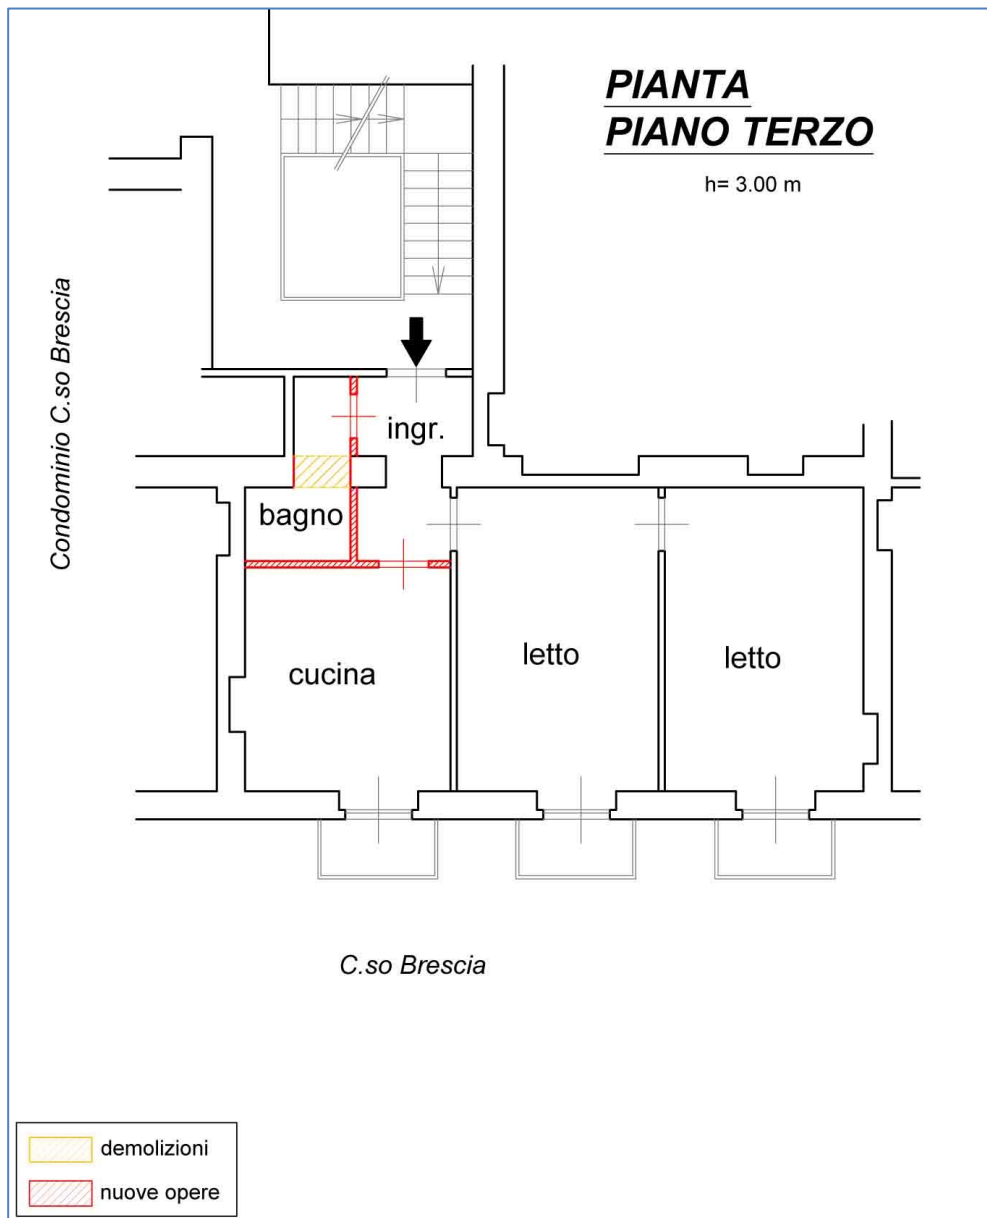 PIANTA
PIANO TERZO
h= 3.00 m
Condominio C.so Brescia
ingr.
bagno
cucina
letto
letto
C.so Brescia
demolizioni
nuove opere